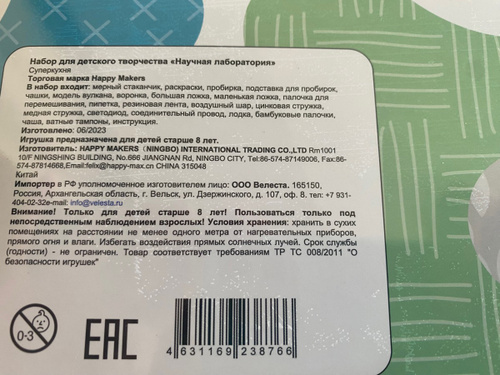 Набор для детского творчества «Научная лаборатория»
Суперкухня
Торговая марка Happy Makers
В набор входит: мерный стаканчик, раскраски, пробирка, подставка для пробирок,
чашки, модель вулкана, воронка, большая ложка, маленькая ложка, палочка для
перемешивания, пипетка, резиновая лента, воздушный шар, цинковая стружка,
медная стружка, светодиод, соединительный провод, лодка, бамбуковые палочки,
чаша, ватные тампоны, инструкция.
Изготовлено: 06/2023
Игрушка предназначена для детей старше 8 лет.
Изготовитель: HAPPY MAKERS (NINGBO) INTERNATIONAL TRADING CO.,LTD Rm1001
10/F NINGSHING BUILDING, No.666 JIANGNAN RD, NINGBO CITY, Tel:86-574-87149006, Fax:86-
574-87814668,Email:felix@happy-max.cn CHINA 315048
Китай
Импортер в РФ уполномоченное изготовителем лицо: ООО Велеста. 165150,
Россия, Архангельская область, г. Вельск, ул. Дзержинского, д. 107, оф. 8. тел: +7 931-
404-02-32e-mail: info@velesta.ru
Внимание! Только для детей старше 8 лет! Пользоваться только под
непосредственным наблюдением взрослых! Условия хранения: хранить в сухих
помещениях на расстоянии не менее одного метра от нагревательных приборов,
прямого огня и влаги. Избегать воздействия прямых солнечных лучей. Срок службы
(годности) - не ограничен. Товар соответствует требованиям ТР ТС 008/2011 "О
безопасности игрушек"
0-3
EAC
4 631169 238766